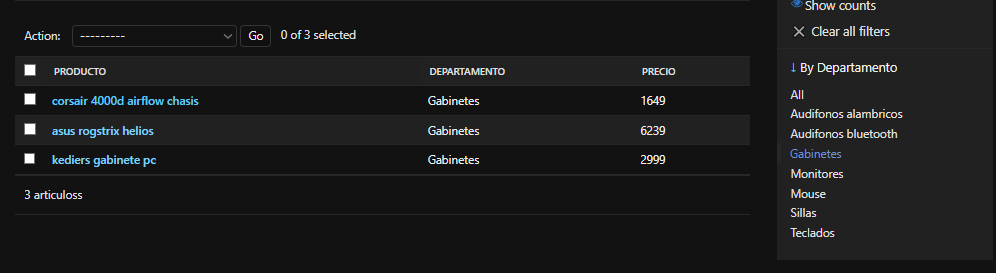 Show counts
Action: --------- Go 0 of 3 selected
Clear all filters
PRODUCTO DEPARTAMENTO PRECIO
corsair 4000d airflow chasis Gabinetes 1649
asus rogstrix helios Gabinetes 6239
kediers gabinete pc Gabinetes 2999
3 articuloss
↓ By Departamento
All
Audifonos alambricos
Audifonos bluetooth
Gabinetes
Monitores
Mouse
Sillas
Teclados